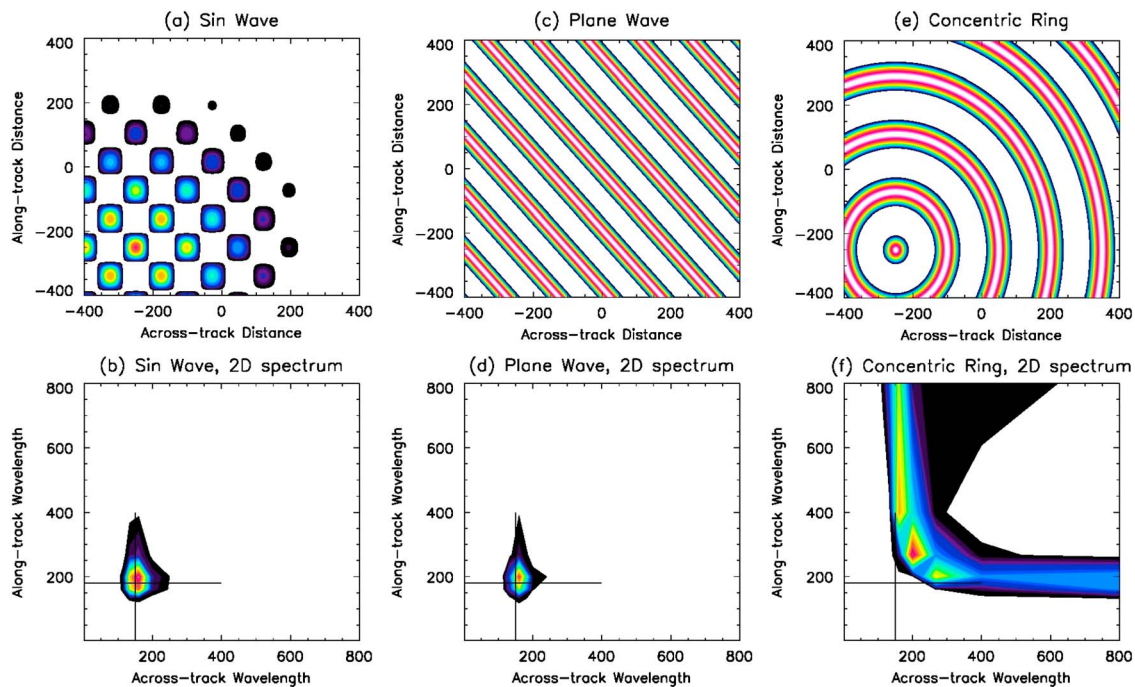 (a) Sin Wave
(c) Plane Wave
(e) Concentric Ring
Along-track Distance
400
200
0
−200
−400
−400 −200 0 200 400
Across-track Distance
Along-track Distance
400
200
0
−200
−400
−400 −200 0 200 400
Across-track Distance
Along-track Distance
400
200
0
−200
−400
−400 −200 0 200 400
Across-track Distance
(b) Sin Wave, 2D spectrum
(d) Plane Wave, 2D spectrum
(f) Concentric Ring, 2D spectrum
Along-track Wavelength
800
600
400
200
200 400 600 800
Across-track Wavelength
Along-track Wavelength
800
600
400
200
200 400 600 800
Across-track Wavelength
Along-track Wavelength
800
600
400
200
200 400 600 800
Across-track Wavelength